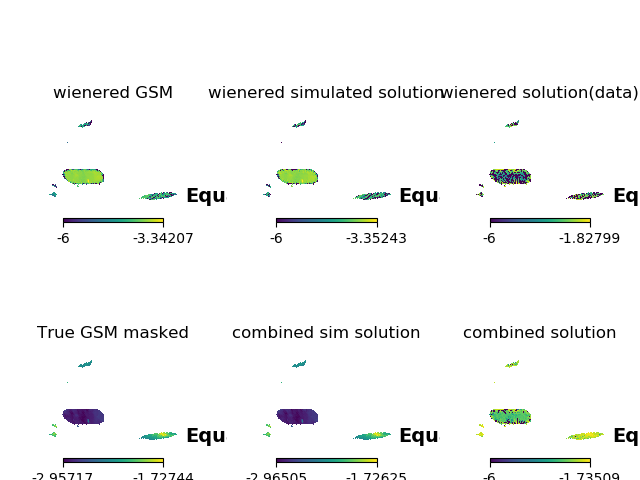 wienered GSM
wienered simulated solution
wienered solution(data)
Equ
Equ
Eq
-6
-3.34207
-6
-3.35243
-6
-1.82799
True GSM masked
combined sim solution
combined solution
Equ
Equ
Eq
-2.95717
-1.72744
-2.96505
-1.72625
-6
-1.73509